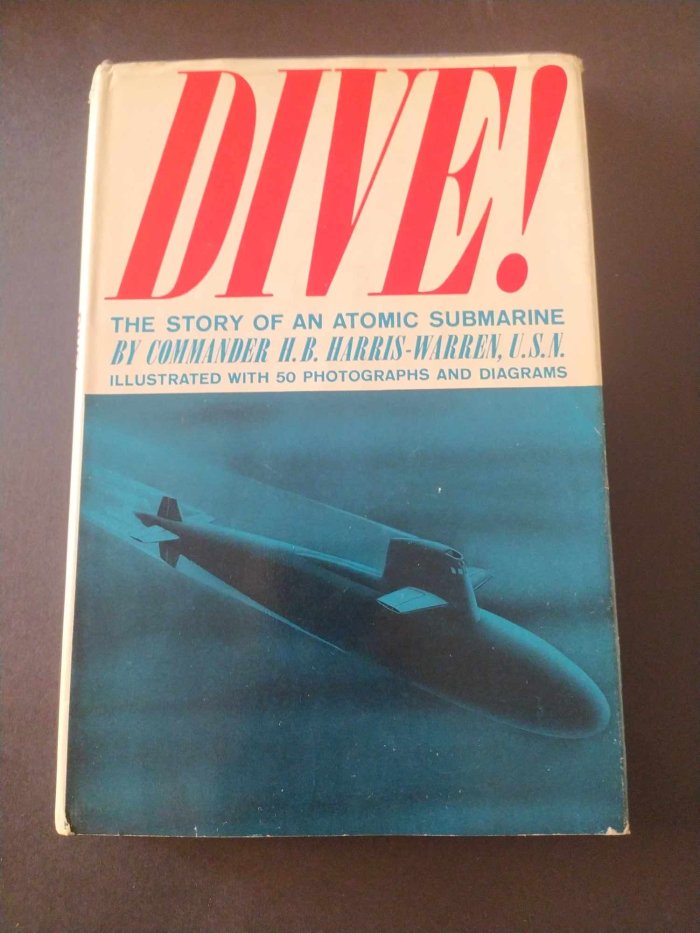 DIVE!
THE STORY OF AN ATOMIC SUBMARINE
BY COMMANDER H. B. HARRIS-WARREN, U.S.N.
ILLUSTRATED WITH 50 PHOTOGRAPHS AND DIAGRAMS